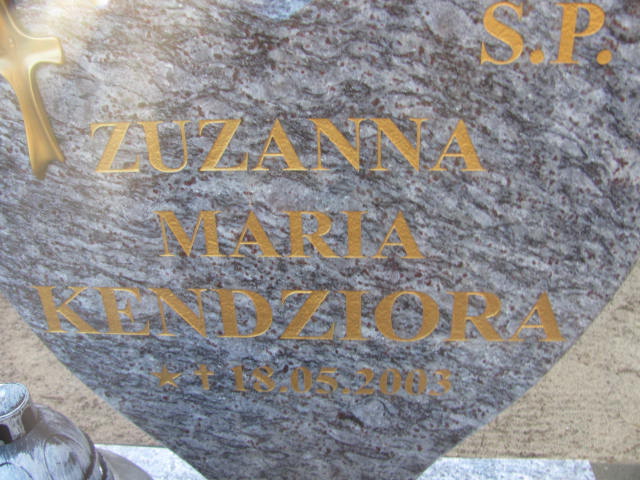 S.P.
ZUZANNA
MARIA
KENDZIORA
★ ✝ 18.05.2003